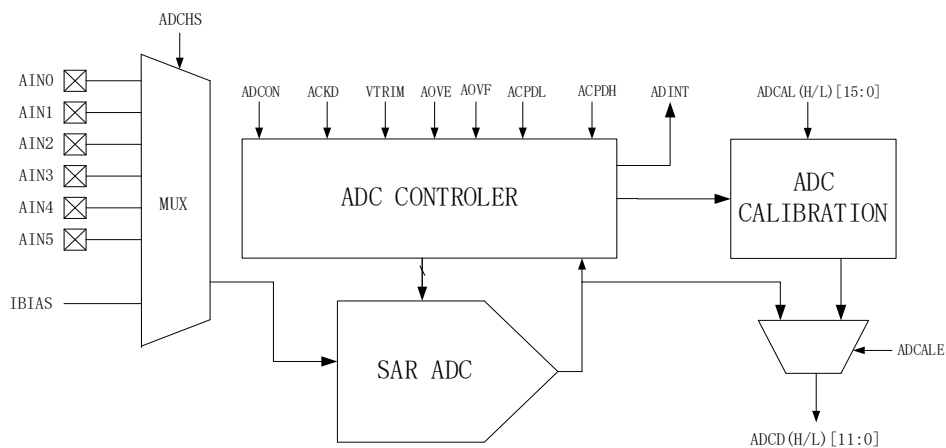 ADCHS
AIN0
AIN1
AIN2
AIN3
AIN4
AIN5
IBIAS
MUX
ADCON ACKD VTRIM AOVE AOVF ACPDL ACPDH ADINT
ADC CONTROLER
ADCAL(H/L)[15:0]
ADC
CALIBRATION
SAR ADC
ADCALE
ADCD(H/L)[11:0]